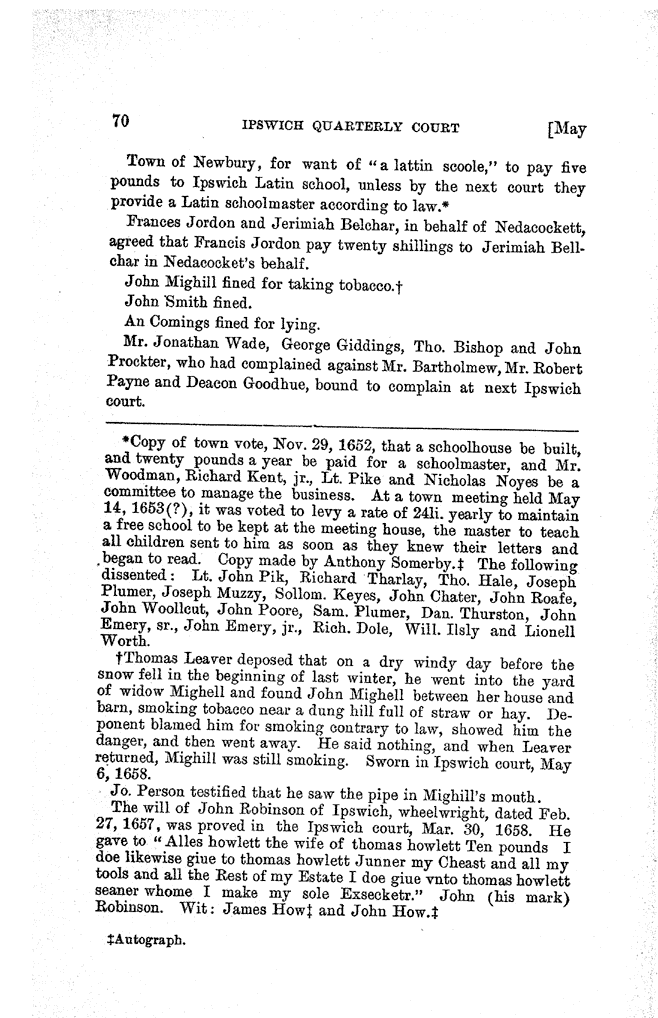 70 IPSWICH QUARTERLY COURT [May
Town of Newbury, for want of "a lattin scoole," to pay five
pounds to Ipswich Latin school, unless by the next court they
provide a Latin schoolmaster according to law.*
Frances Jordon and Jerimiah Belchar, in behalf of Nedacockett,
agreed that Francis Jordon pay twenty shillings to Jerimiah Bell-
char in Nedacocket's behalf.
John Mighill fined for taking tobacco.†
John Smith fined.
An Comings fined for lying.
Mr. Jonathan Wade, George Giddings, Tho. Bishop and John
Prockter, who had complained against Mr. Bartholmew, Mr. Robert
Payne and Deacon Goodhue, bound to complain at next Ipswich
court.
*Copy of town vote, Nov. 29, 1652, that a schoolhouse be built,
and twenty pounds a year be paid for a schoolmaster, and Mr.
Woodman, Richard Kent, jr., Lt. Pike and Nicholas Noyes be a
committee to manage the business. At a town meeting held May
14, 1653(?), it was voted to levy a rate of 24li. yearly to maintain
a free school to be kept at the meeting house, the master to teach
all children sent to him as soon as they knew their letters and
began to read. Copy made by Anthony Somerby.‡ The following
dissented: Lt. John Pik, Richard Tharlay, Tho. Hale, Joseph
Plumer, Joseph Muzzy, Sollom. Keyes, John Chater, John Roafe,
John Woollcut, John Poore, Sam. Plumer, Dan. Thurston, John
Emery, sr., John Emery, jr., Rich. Dole, Will. Ilsly and Lionell
Worth.
†Thomas Leaver deposed that on a dry windy day before the
snow fell in the beginning of last winter, he went into the yard
of widow Mighell and found John Mighell between her house and
barn, smoking tobacco near a dung hill full of straw or hay. De-
ponent blamed him for smoking contrary to law, showed him the
danger, and then went away. He said nothing, and when Leaver
returned, Mighill was still smoking. Sworn in Ipswich court, May
6, 1658.
Jo. Person testified that he saw the pipe in Mighill's mouth.
The will of John Robinson of Ipswich, wheelwright, dated Feb.
27, 1657, was proved in the Ipswich court, Mar. 30, 1658. He
gave to "Alles howlett the wife of thomas howlett Ten pounds I
doe likewise giue to thomas howlett Junner my Cheast and all my
tools and all the Rest of my Estate I doe giue vnto thomas howlett
seaner whome I make my sole Exsecketr." John (his mark)
Robinson. Wit: James How‡ and John How.‡
‡Autograph.